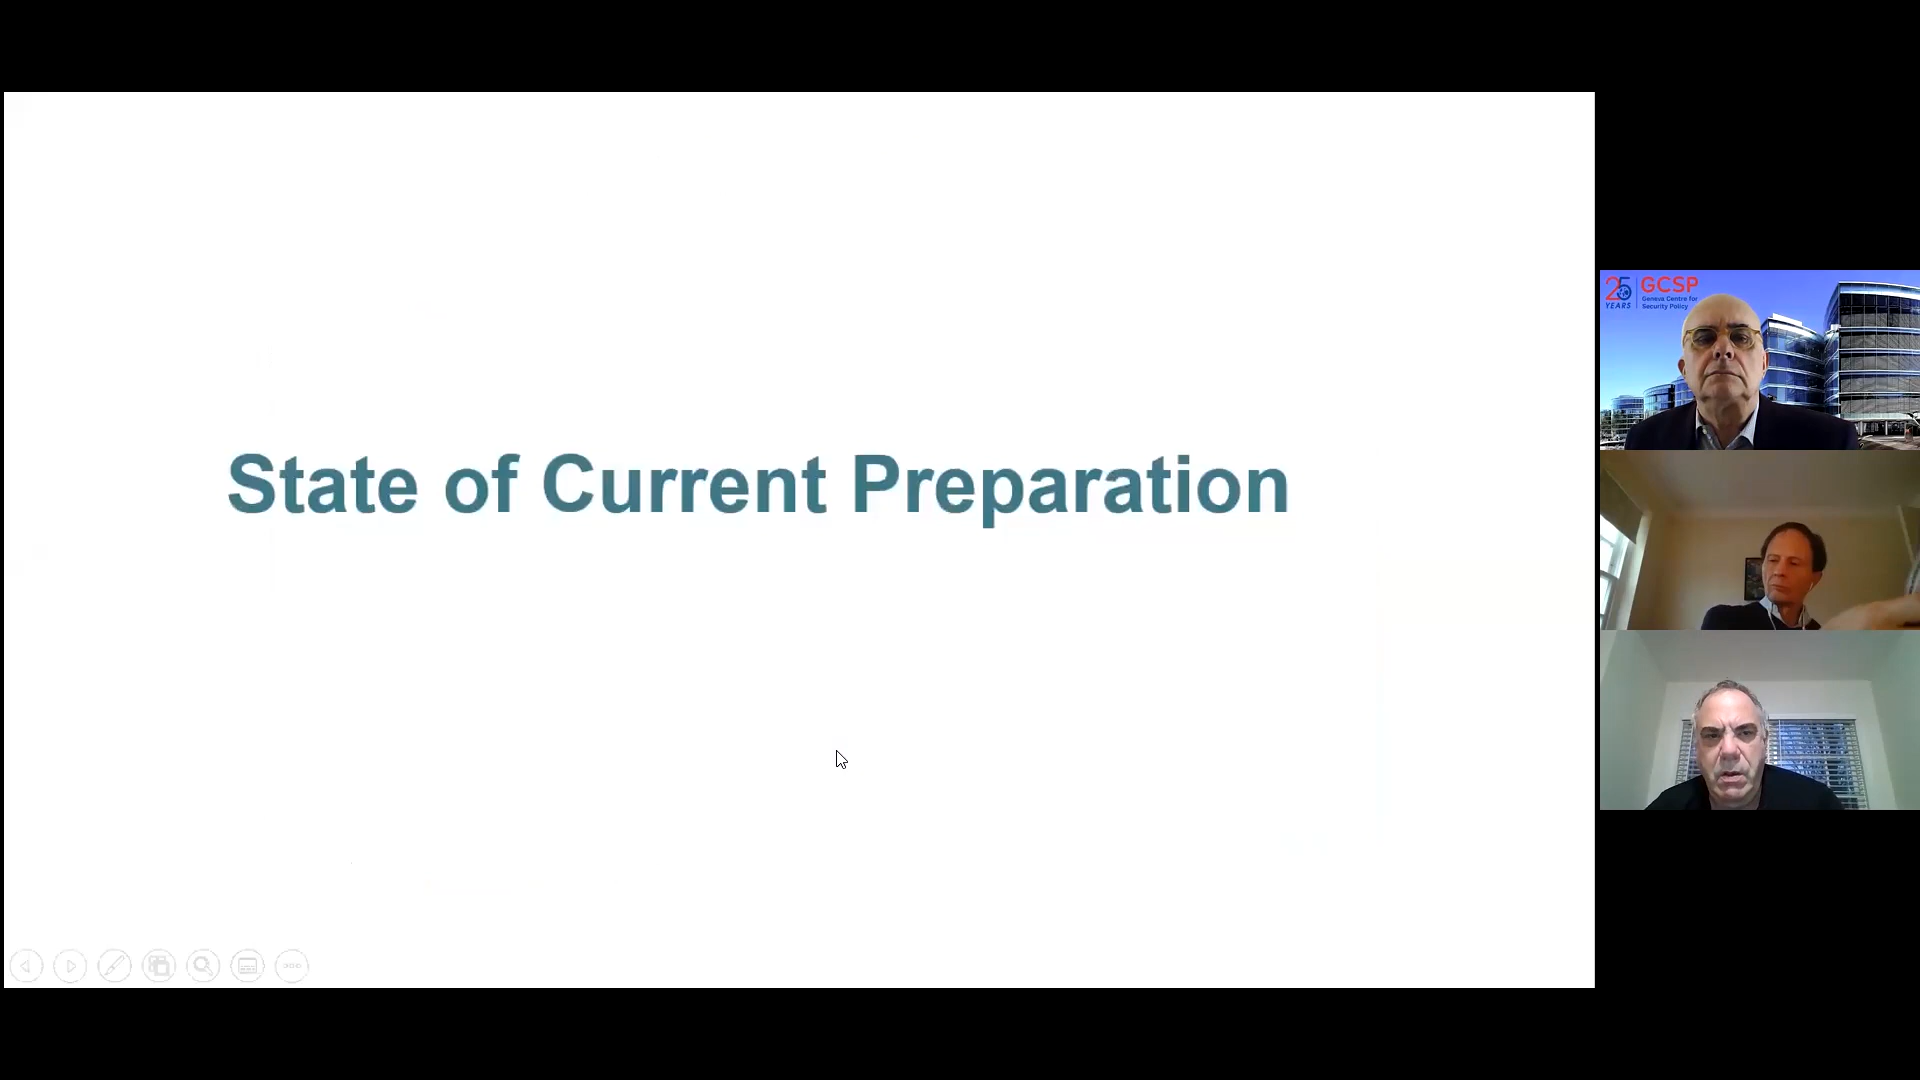 State of Current Preparation
25
YEARS
GCSP
Geneva Centre for
Security Policy